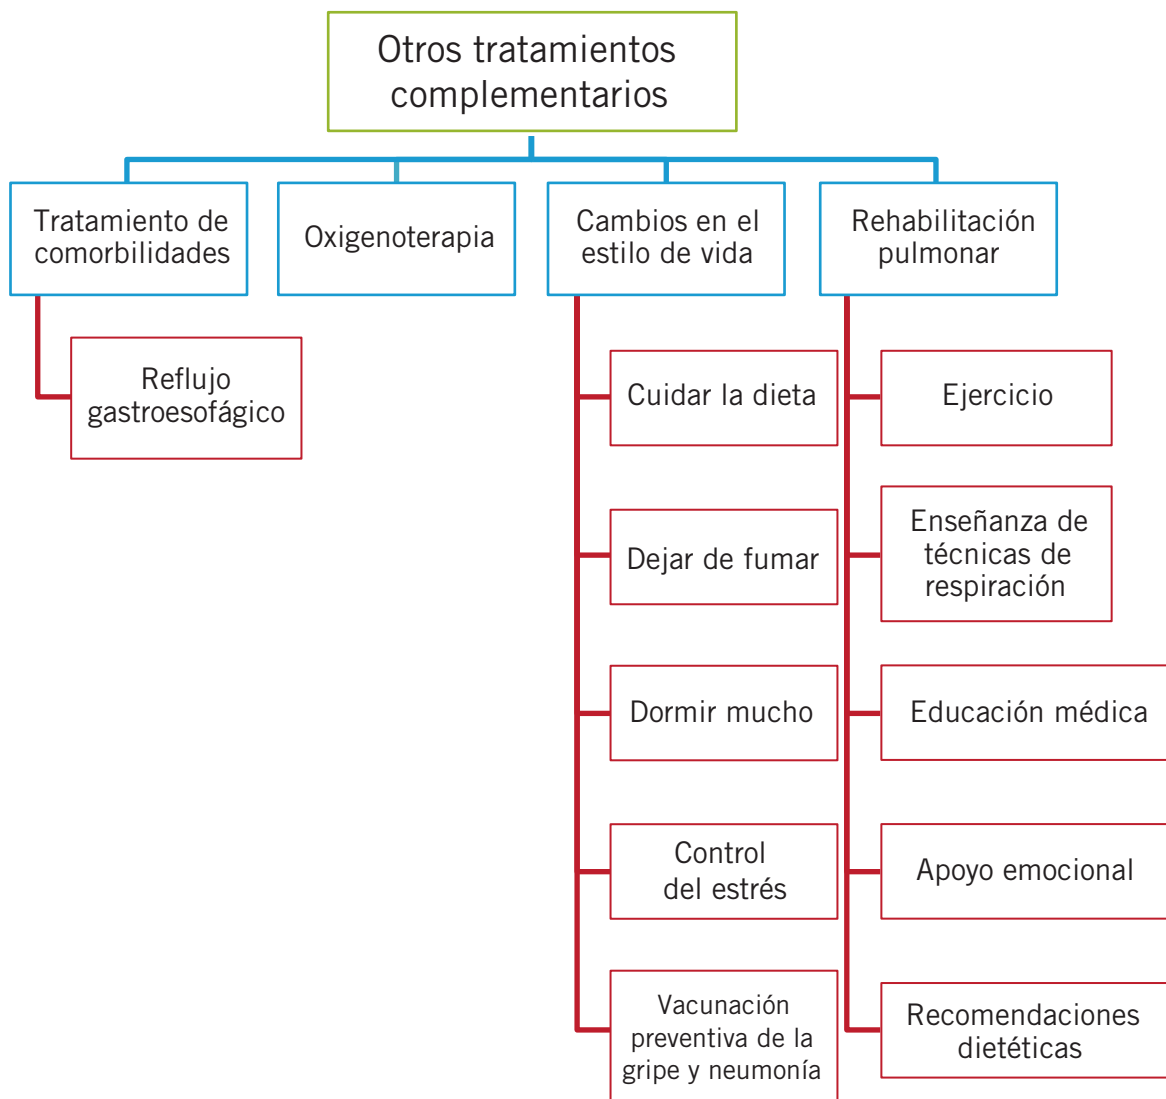 Otros tratamientos
complementarios
Tratamiento de
comorbilidades
Oxigenoterapia
Cambios en el
estilo de vida
Rehabilitación
pulmonar
Reflujo
gastroesofágico
Cuidar la dieta
Dejar de fumar
Dormir mucho
Control
del estrés
Vacunación
preventiva de la
gripe y neumonía
Ejercicio
Enseñanza de
técnicas de
respiración
Educación médica
Apoyo emocional
Recomendaciones
dietéticas